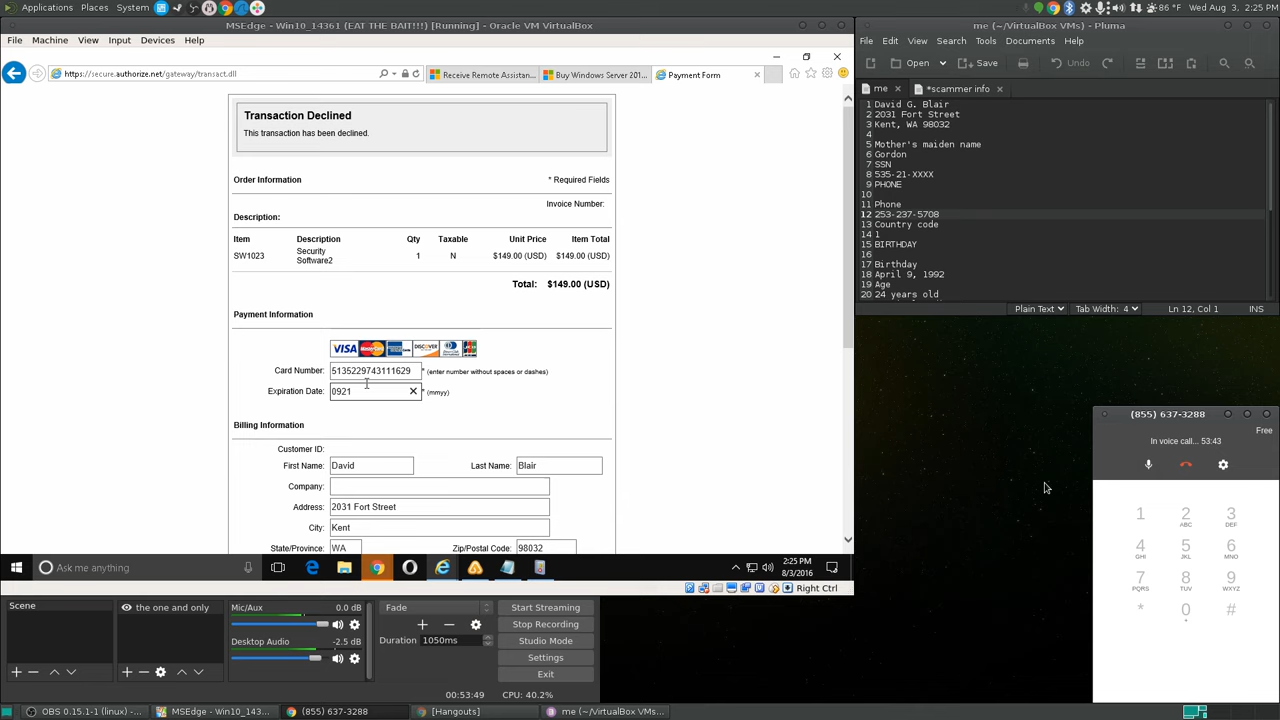 Applications Places System 86 °F Wed Aug 3, 2:25 PM
MSEdge - Win10_14361 (EAT THE BAIT!!!) [Running] - Oracle VM VirtualBox
File Machine View Input Devices Help
https://secure.authorize.net/gateway/transact.dll
Receive Remote Assistan...
Buy Windows Server 201...
Payment Form
Transaction Declined
This transaction has been declined.
Order Information * Required Fields
Invoice Number:
Description:
Item Description Qty Taxable Unit Price Item Total
SW1023 Security Software2 1 N $149.00 (USD) $149.00 (USD)
Total: $149.00 (USD)
Payment Information
VISA MasterCard DISCOVER JCB
Card Number: 5135229743111629 * (enter number without spaces or dashes)
Expiration Date: 0921 * (mmyy)
Billing Information
Customer ID:
First Name: David Last Name: Blair
Company:
Address: 2031 Fort Street
City: Kent
State/Province: WA Zip/Postal Code: 98032
Ask me anything
2:25 PM
8/3/2016
Right Ctrl
me (~/VirtualBox VMs) - Pluma
File Edit View Search Tools Documents Help
Open Save Undo
me *scammer info
1 David G. Blair
2 2031 Fort Street
3 Kent, WA 98032
4
5 Mother's maiden name
6 Gordon
7 SSN
8 535-21-XXXX
9 PHONE
10
11 Phone
12 253-237-5708
13 Country code
14 1
15 BIRTHDAY
16
17 Birthday
18 April 9, 1992
19 Age
20 24 years old
Plain Text Tab Width: 4 Ln 12, Col 1 INS
(855) 637-3288
Free
In voice call... 53:43
1 2 ABC 3 DEF
4 GHI 5 JKL 6 MNO
7 PQRS 8 TUV 9 WXYZ
* 0 + #
Scene
the one and only
Mic/Aux 0.0 dB
Desktop Audio -2.5 dB
Fade
Duration 1050ms
Start Streaming
Stop Recording
Studio Mode
Settings
Exit
00:53:49 CPU: 40.2%
OBS 0.15.1-1 (linux) -...
MSEdge - Win10_143...
(855) 637-3288
[Hangouts]
me (~/VirtualBox VMs...